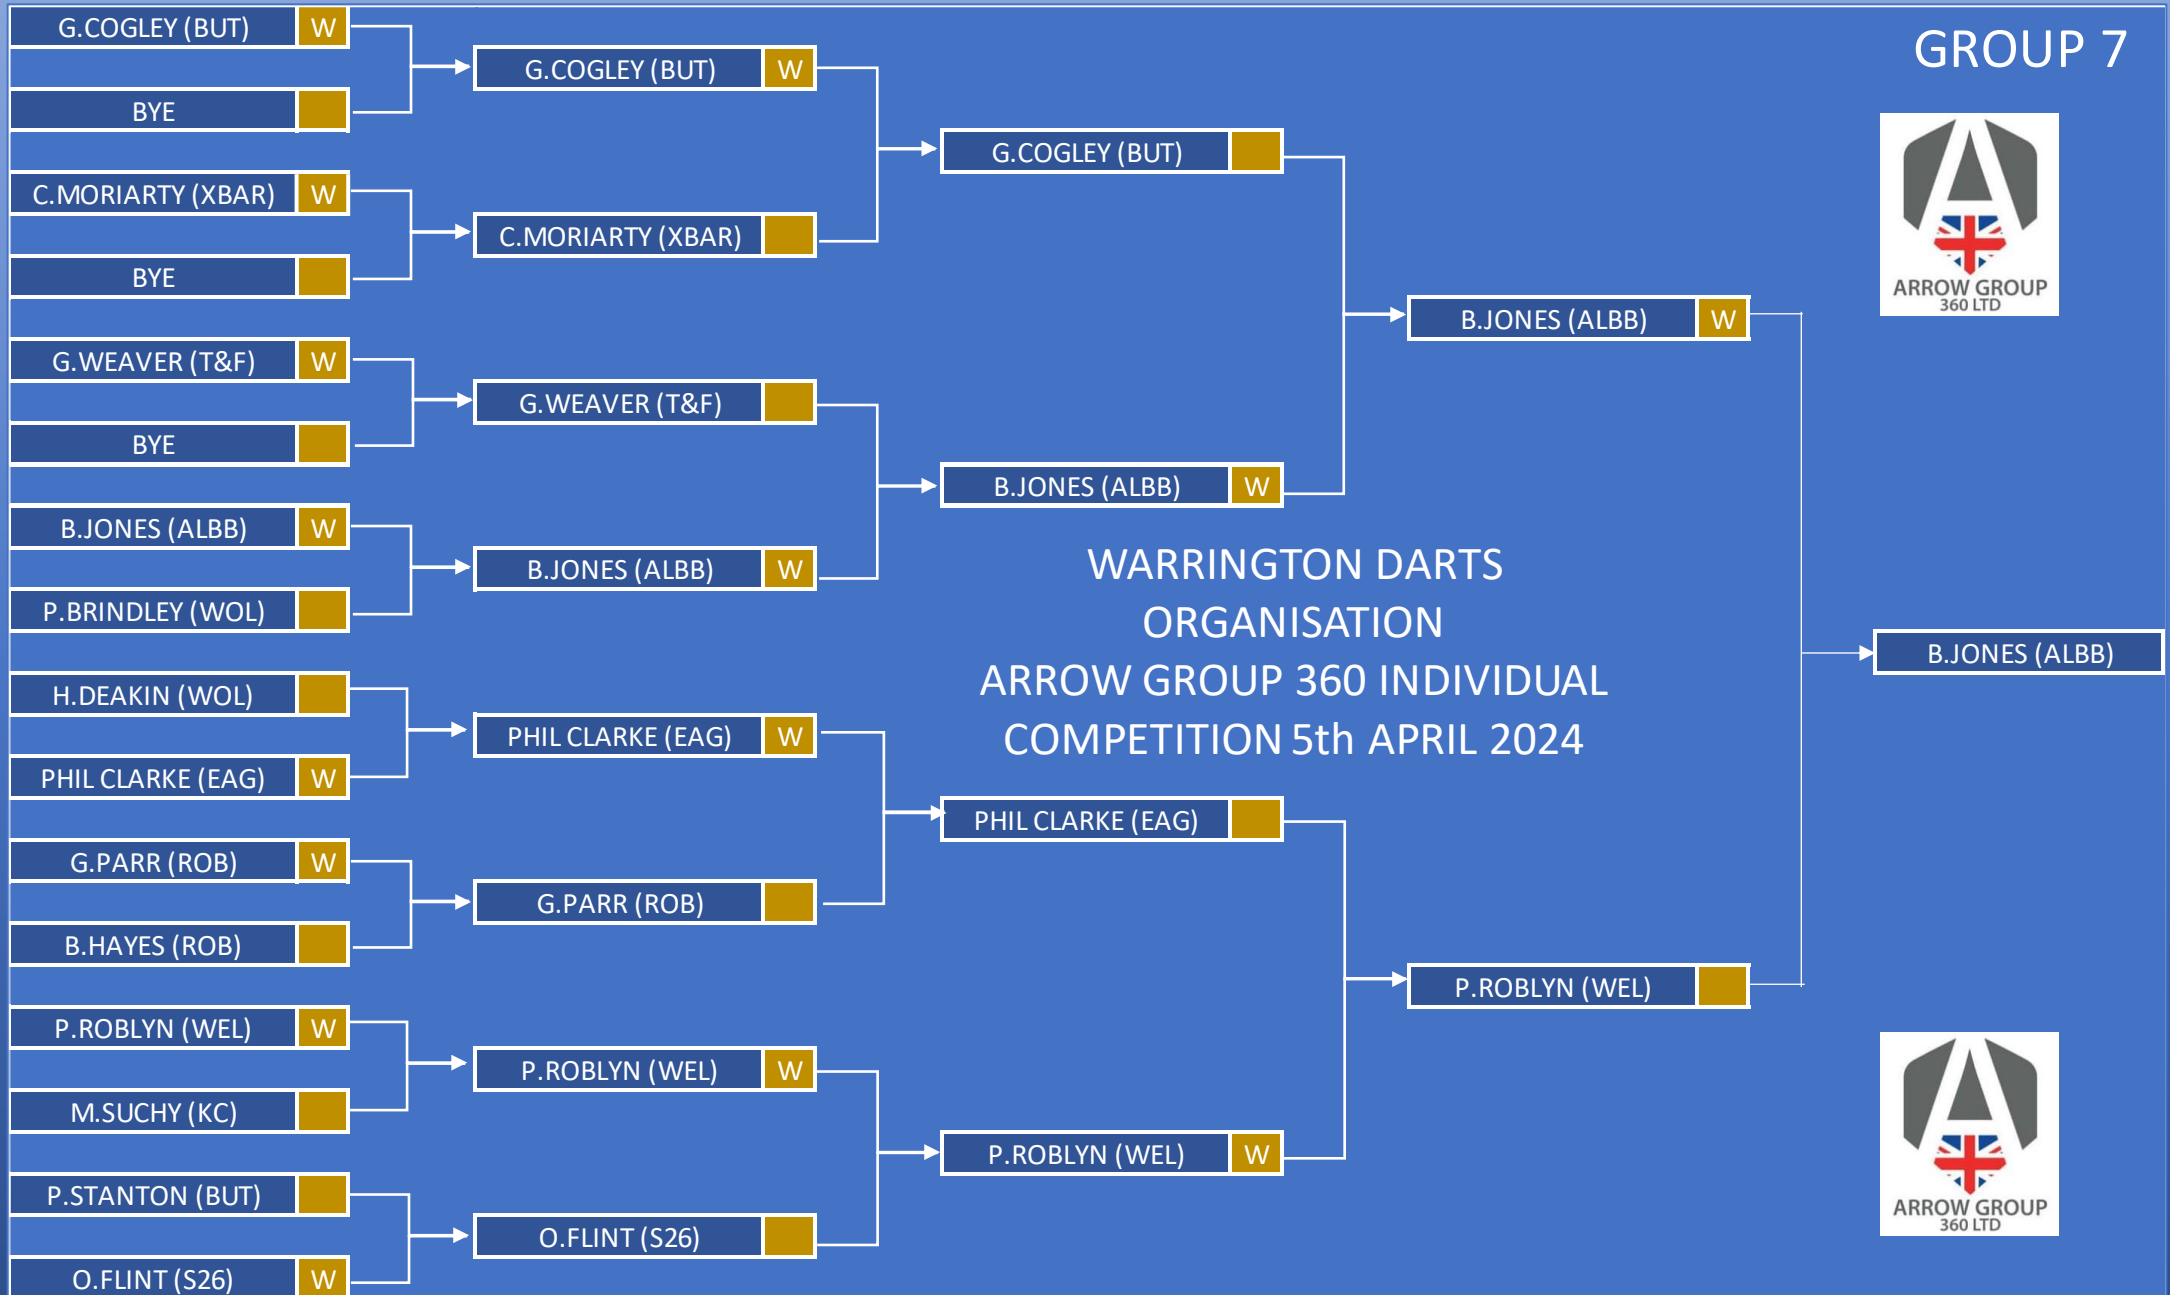 GROUP 7
G.COGLEY (BUT) W
BYE
C.MORIARTY (XBAR) W
BYE
G.WEAVER (T&F) W
BYE
B.JONES (ALBB) W
P.BRINDLEY (WOL)
H.DEAKIN (WOL)
PHIL CLARKE (EAG) W
G.PARR (ROB) W
B.HAYES (ROB)
P.ROBLYN (WEL) W
M.SUCHY (KC)
P.STANTON (BUT)
O.FLINT (S26) W
G.COGLEY (BUT) W
C.MORIARTY (XBAR)
G.WEAVER (T&F)
B.JONES (ALBB) W
PHIL CLARKE (EAG) W
G.PARR (ROB)
P.ROBLYN (WEL) W
O.FLINT (S26)
G.COGLEY (BUT)
B.JONES (ALBB) W
PHIL CLARKE (EAG)
P.ROBLYN (WEL) W
B.JONES (ALBB) W
P.ROBLYN (WEL)
B.JONES (ALBB)
WARRINGTON DARTS
ORGANISATION
ARROW GROUP 360 INDIVIDUAL
COMPETITION 5th APRIL 2024
ARROW GROUP
360 LTD
ARROW GROUP
360 LTD